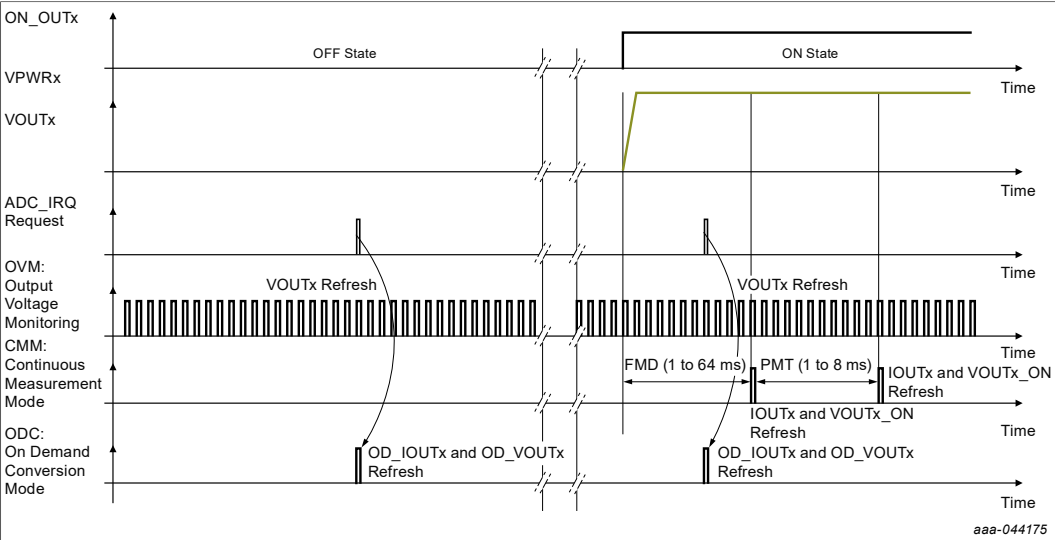 ON_OUTx
OFF State
ON State
VPWRx
Time
VOUTx
Time
ADC_IRQ
Request
Time
OVM:
Output
Voltage
Monitoring
VOUTx Refresh
VOUTx Refresh
Time
CMM:
Continuous
Measurement
Mode
FMD (1 to 64 ms)
PMT (1 to 8 ms)
IOUTx and VOUTx_ON
Refresh
IOUTx and VOUTx_ON
Refresh
Time
ODC:
On Demand
Conversion
Mode
OD_IOUTx and OD_VOUTx
Refresh
OD_IOUTx and OD_VOUTx
Refresh
Time
aaa-044175